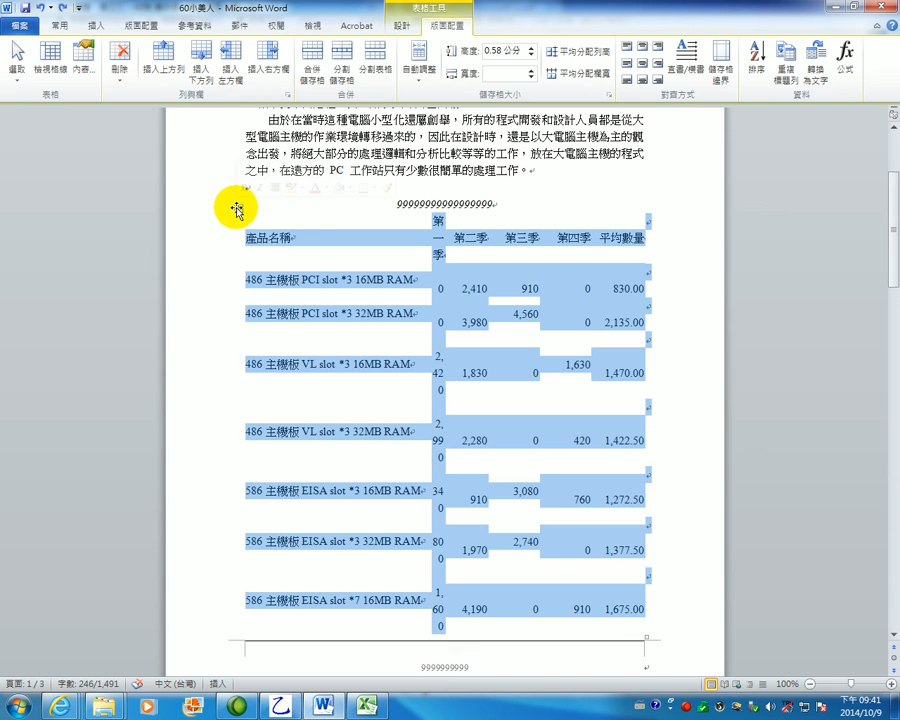 60小美人 - Microsoft Word
表格工具
檔案 常用 插入 版面配置 參考資料 郵件 校閱 檢視 Acrobat 設計 版面配置
選取 檢視格線 內容... 刪除 插入上方列 插入下方列 插入左方欄 插入右方欄 合併儲存格 分割儲存格 分割表格 自動調整 高度: 0.58 公分 寬度: 平均分配列高 平均分配欄寬 直書/橫書 儲存格邊界 排序 重複標題列 轉換為文字 公式
表格 列與欄 合併 儲存格大小 對齊方式 資料
由於在當時這種電腦小型化還屬創舉，所有的程式開發和設計人員都是從大
型電腦主機的作業環境轉移過來的，因此在設計時，還是以大電腦主機為主的觀
念出發，將絕大部分的處理邏輯和分析比較等等的工作，放在大電腦主機的程式
之中，在遠方的 PC 工作站只有少數很簡單的處理工作。
99999999999999999
產品名稱 第一季 第二季 第三季 第四季 平均數量
486 主機板 PCI slot *3 16MB RAM 0 2,410 910 0 830.00
486 主機板 PCI slot *3 32MB RAM 0 3,980 4,560 0 2,135.00
486 主機板 VL slot *3 16MB RAM 2,420 1,830 0 1,630 1,470.00
486 主機板 VL slot *3 32MB RAM 2,990 2,280 0 420 1,422.50
586 主機板 EISA slot *3 16MB RAM 340 910 3,080 760 1,272.50
586 主機板 EISA slot *3 32MB RAM 800 1,970 2,740 0 1,377.50
586 主機板 EISA slot *7 16MB RAM 1,600 4,190 0 910 1,675.00
9999999999
頁面: 1 / 3 字數: 246/1,491 中文 (台灣) 插入 100%
下午 09:41
2014/10/9